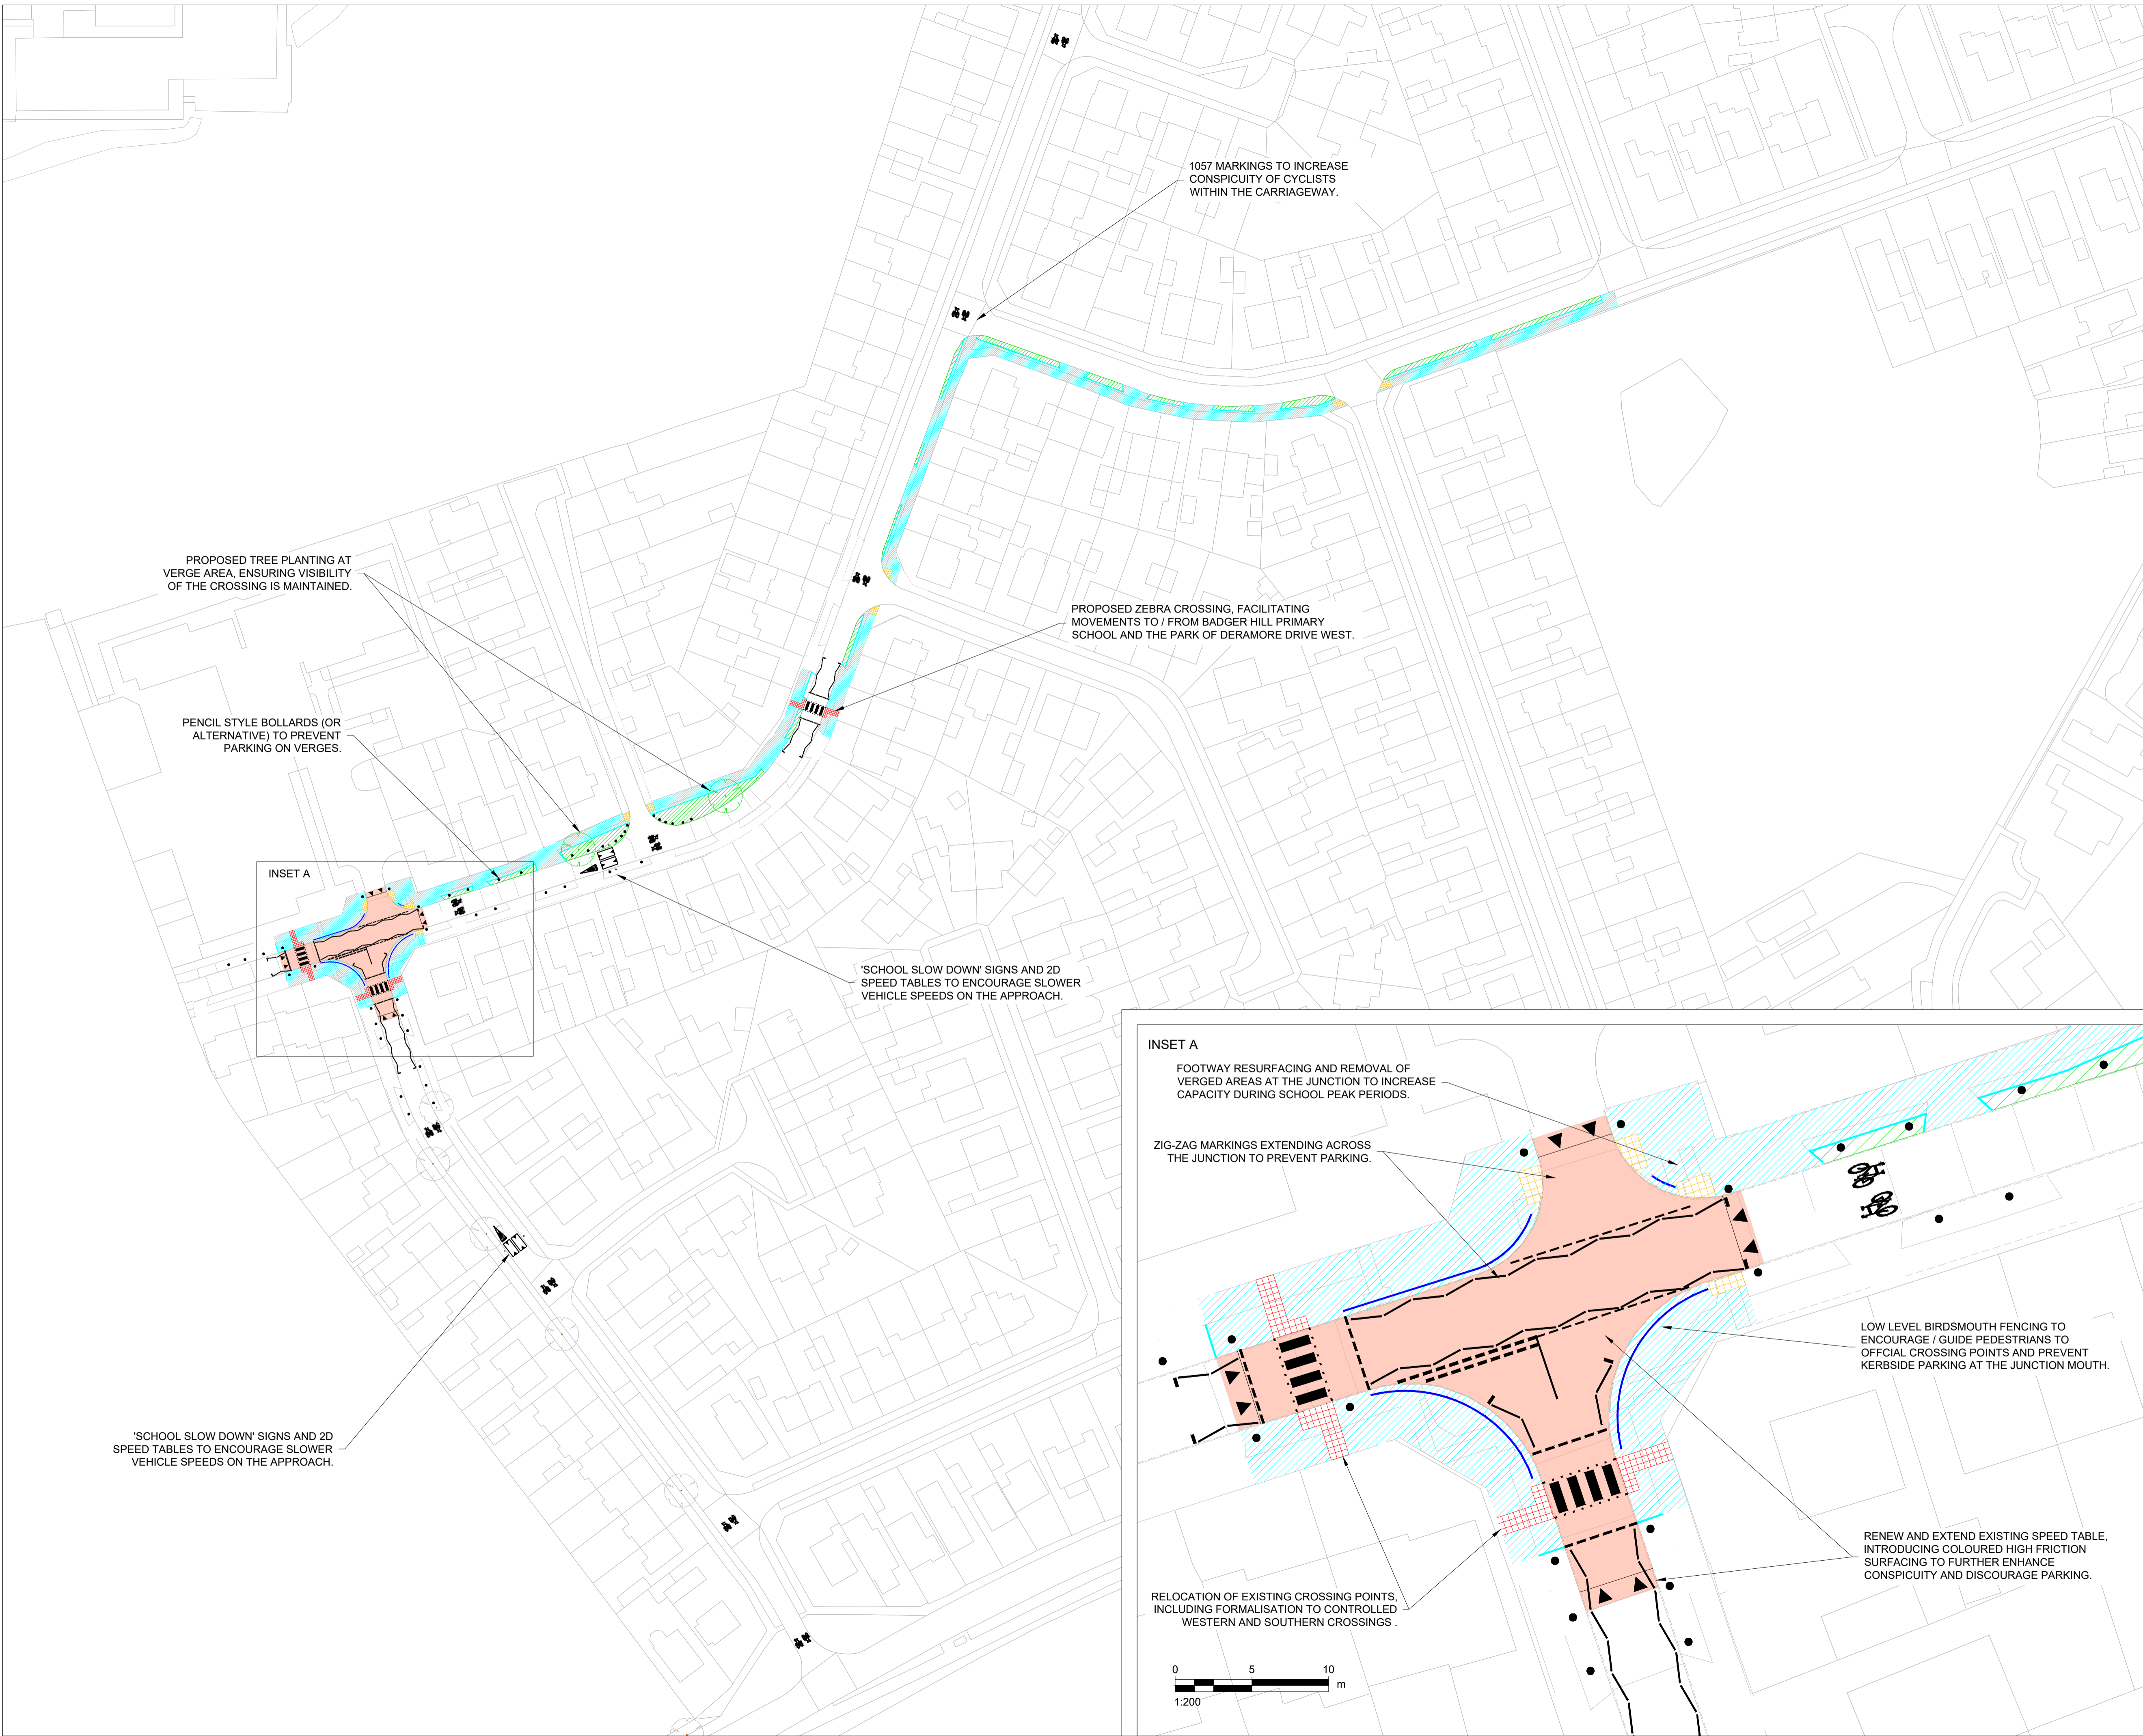 1057 MARKINGS TO INCREASE
CONSPICUITY OF CYCLISTS
WITHIN THE CARRIAGEWAY.
PROPOSED TREE PLANTING AT
VERGE AREA, ENSURING VISIBILITY
OF THE CROSSING IS MAINTAINED.
PROPOSED ZEBRA CROSSING, FACILITATING
MOVEMENTS TO / FROM BADGER HILL PRIMARY
SCHOOL AND THE PARK OF DERAMORE DRIVE WEST.
PENCIL STYLE BOLLARDS (OR
ALTERNATIVE) TO PREVENT
PARKING ON VERGES.
INSET A
'SCHOOL SLOW DOWN' SIGNS AND 2D
SPEED TABLES TO ENCOURAGE SLOWER
VEHICLE SPEEDS ON THE APPROACH.
'SCHOOL SLOW DOWN' SIGNS AND 2D
SPEED TABLES TO ENCOURAGE SLOWER
VEHICLE SPEEDS ON THE APPROACH.
INSET A
FOOTWAY RESURFACING AND REMOVAL OF
VERGED AREAS AT THE JUNCTION TO INCREASE
CAPACITY DURING SCHOOL PEAK PERIODS.
ZIG-ZAG MARKINGS EXTENDING ACROSS
THE JUNCTION TO PREVENT PARKING.
LOW LEVEL BIRDSMOUTH FENCING TO
ENCOURAGE / GUIDE PEDESTRIANS TO
OFFCIAL CROSSING POINTS AND PREVENT
KERBSIDE PARKING AT THE JUNCTION MOUTH.
RENEW AND EXTEND EXISTING SPEED TABLE,
INTRODUCING COLOURED HIGH FRICTION
SURFACING TO FURTHER ENHANCE
CONSPICUITY AND DISCOURAGE PARKING.
RELOCATION OF EXISTING CROSSING POINTS,
INCLUDING FORMALISATION TO CONTROLLED
WESTERN AND SOUTHERN CROSSINGS .
0 5 10
m
1:200